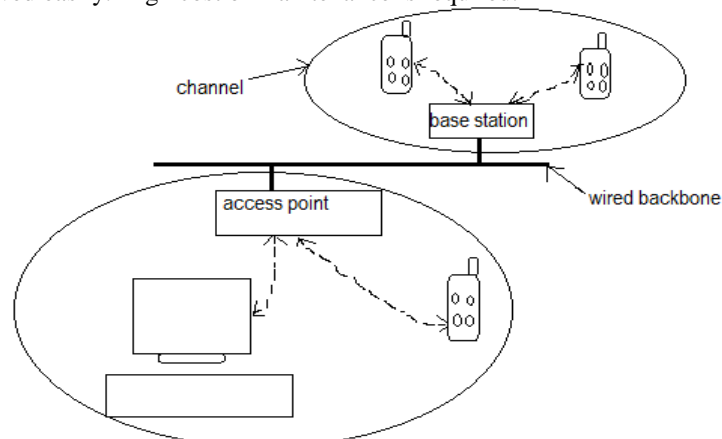 channel
base station
wired backbone
access point